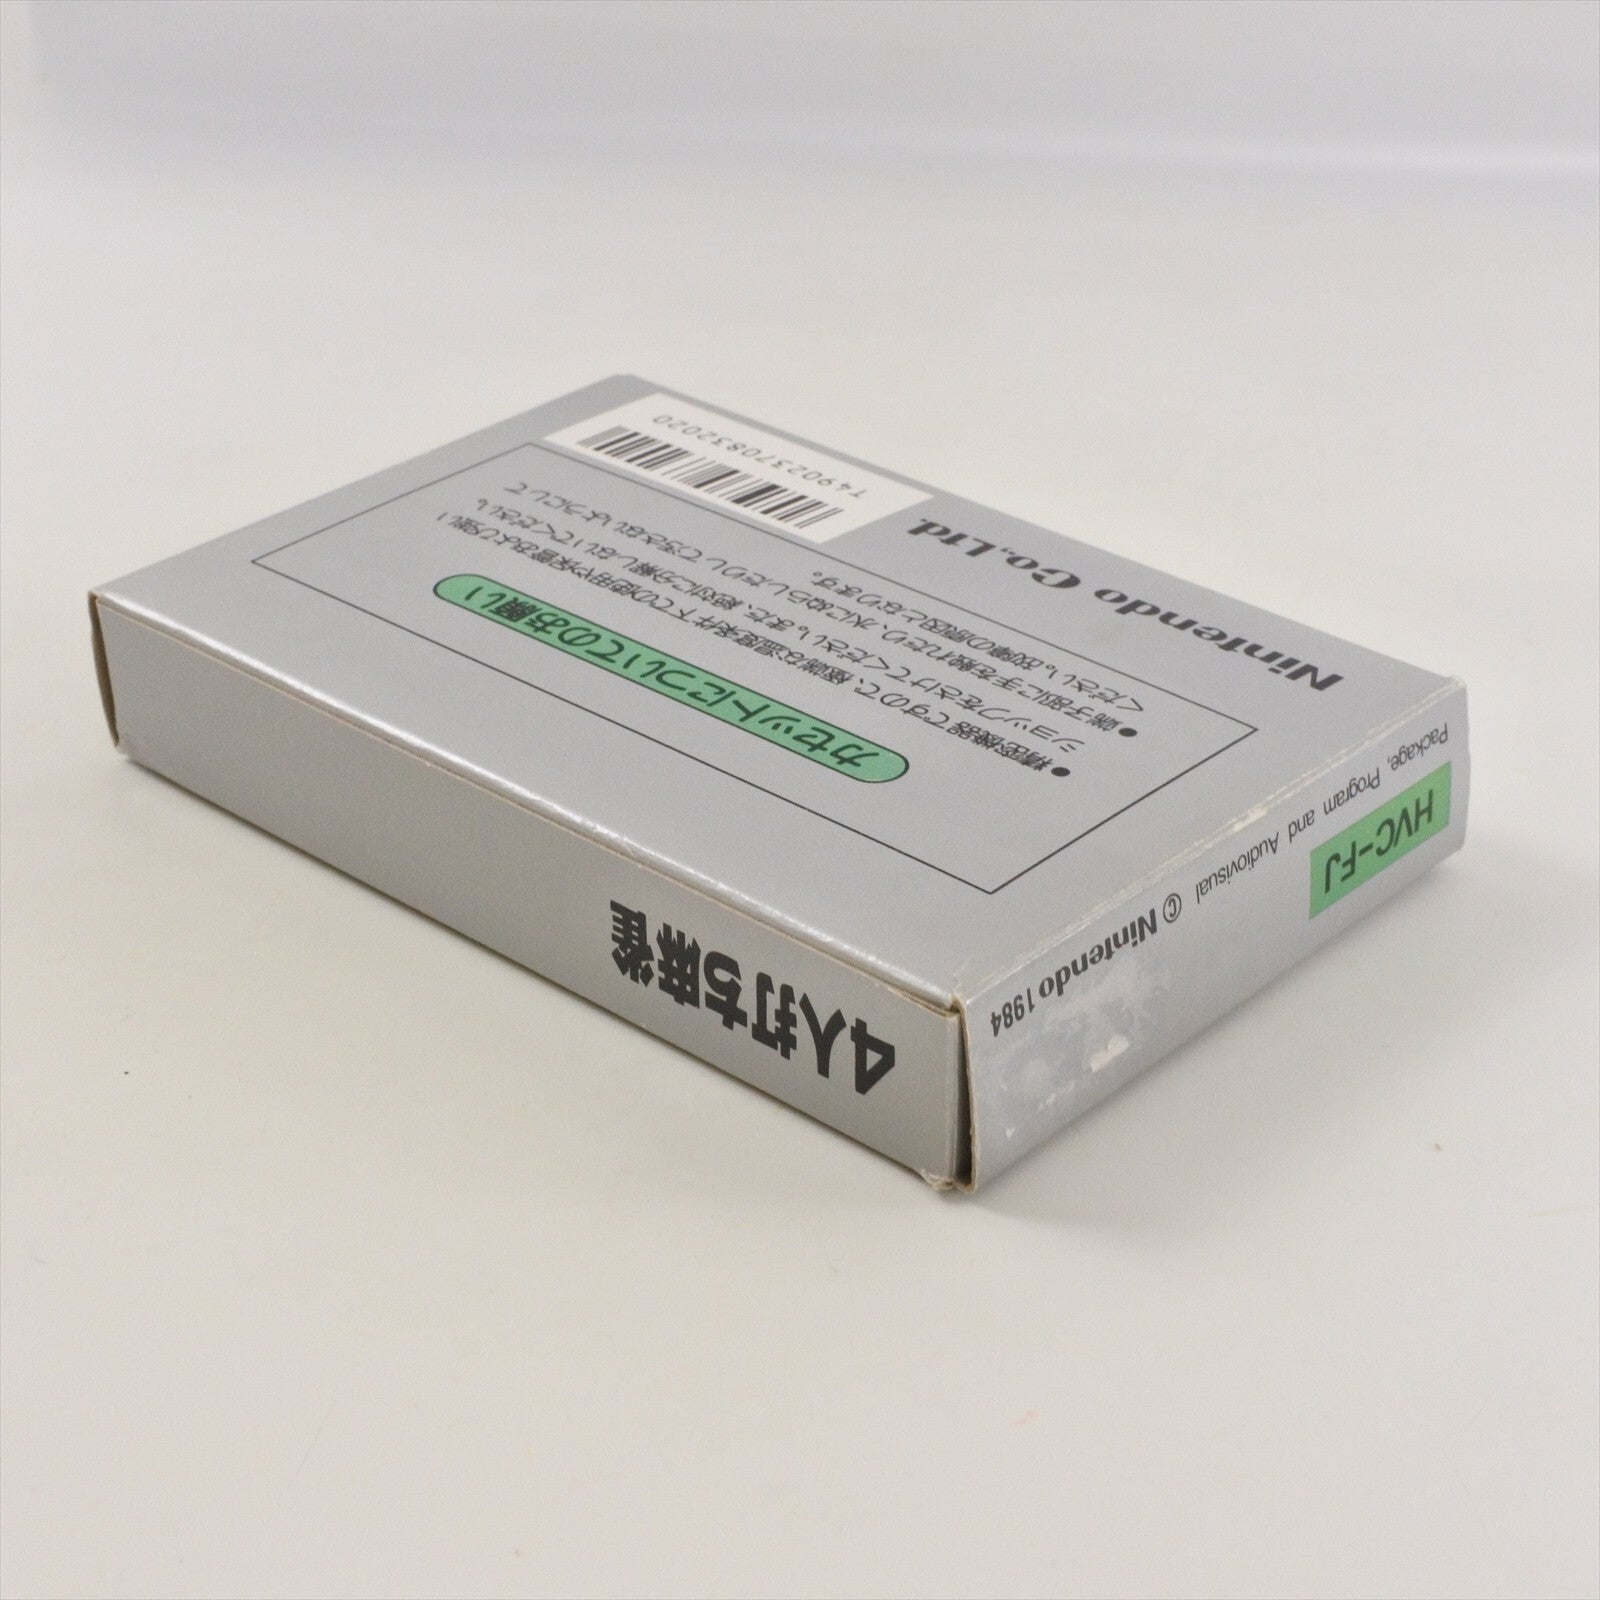 カセットについてのお願い
●精密機器ですので、極端な温度条件下での使用や保管および強い
ショックをさけてください。また、絶対に分解しないでください。
●端子部に手を触れたり、水にぬらしたりして汚さないようにして
ください。故障の原因となります。
Nintendo Co.,Ltd.
T4902370832020
4人打ち麻雀
HVC-FJ
Package, Program and Audiovisual © Nintendo 1984